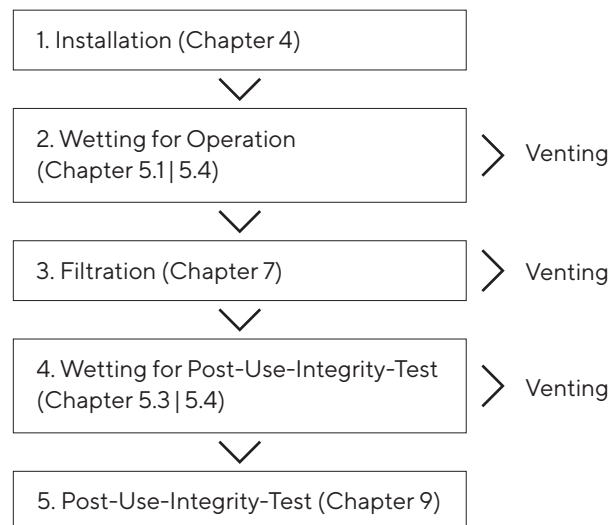 1. Installation (Chapter 4)
2. Wetting for Operation
(Chapter 5.1 | 5.4)
Venting
3. Filtration (Chapter 7)
Venting
4. Wetting for Post-Use-Integrity-Test
(Chapter 5.3 | 5.4)
Venting
5. Post-Use-Integrity-Test (Chapter 9)